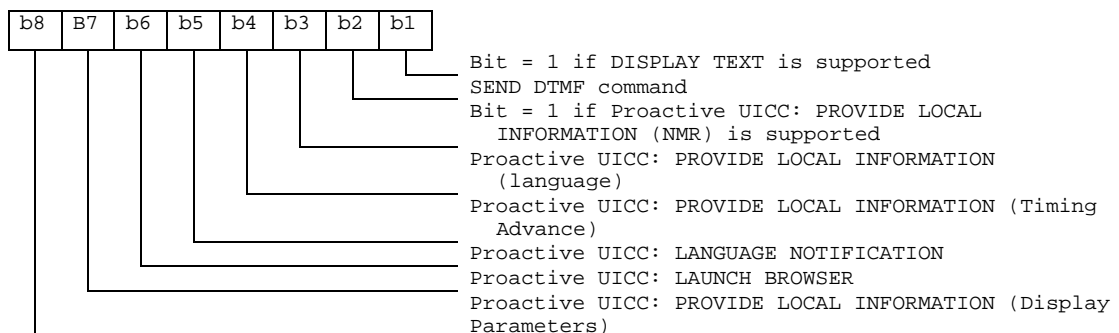 b8 B7 b6 b5 b4 b3 b2 b1
Bit = 1 if DISPLAY TEXT is supported
SEND DTMF command
Bit = 1 if Proactive UICC: PROVIDE LOCAL
INFORMATION (NMR) is supported
Proactive UICC: PROVIDE LOCAL INFORMATION
(language)
Proactive UICC: PROVIDE LOCAL INFORMATION (Timing
Advance)
Proactive UICC: LANGUAGE NOTIFICATION
Proactive UICC: LAUNCH BROWSER
Proactive UICC: PROVIDE LOCAL INFORMATION (Display
Parameters)